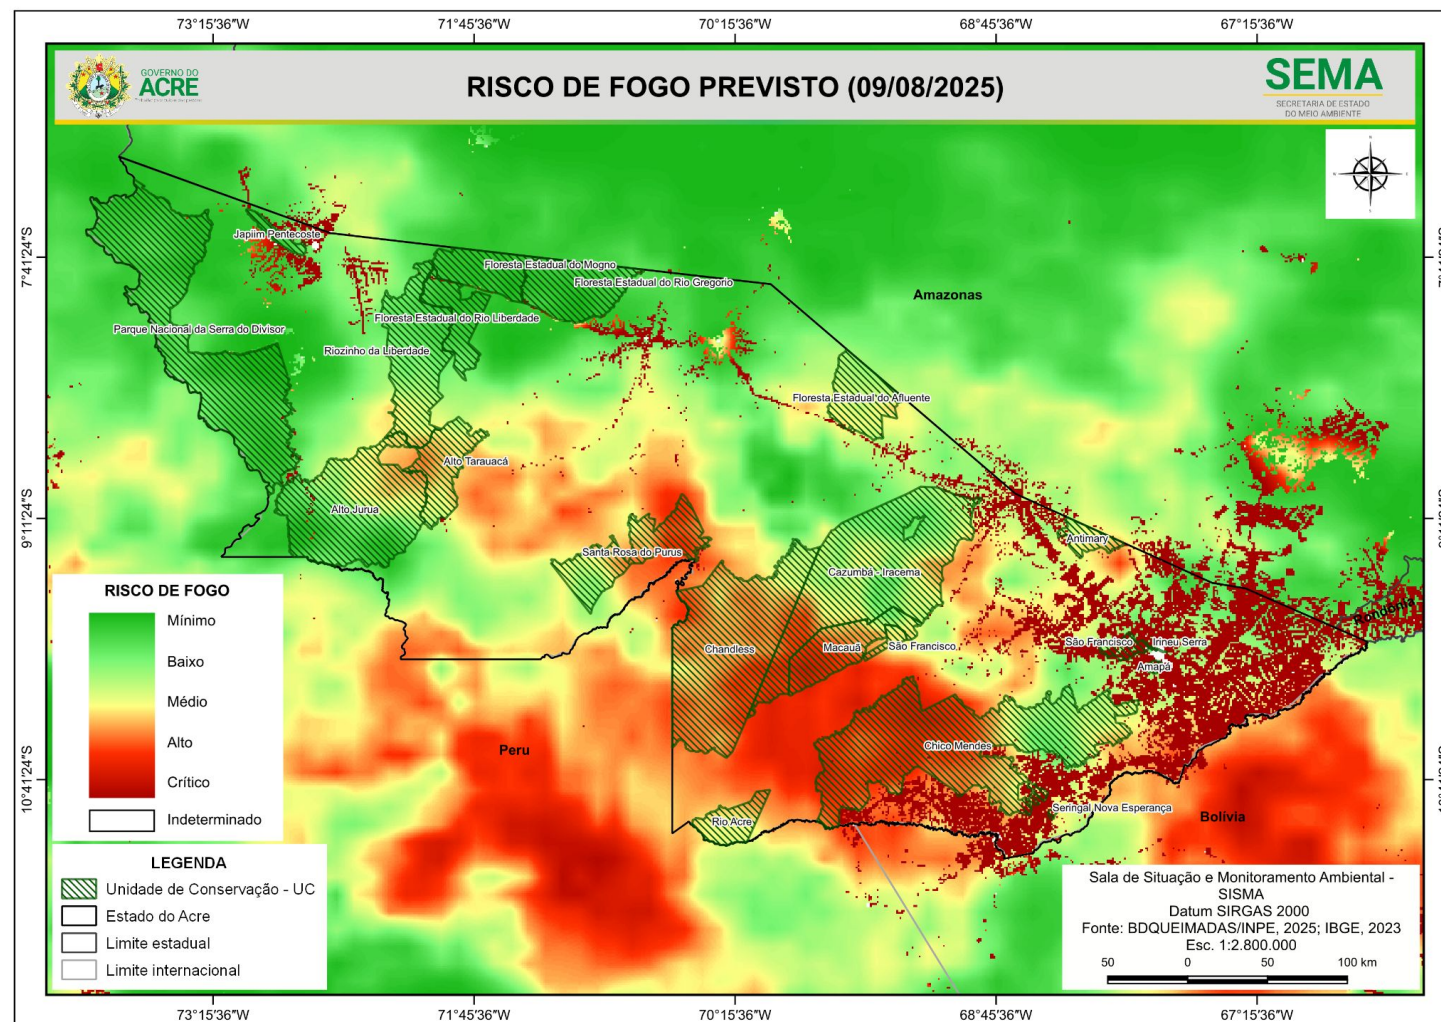 73°15'36"W
71°45'36"W
70°15'36"W
68°45'36"W
67°15'36"W
GOVERNO DO
ACRE
RISCO DE FOGO PREVISTO (09/08/2025)
SEMA
SECRETARIA DE ESTADO
DO MEIO AMBIENTE
7°41'24"S
9°11'24"S
10°41'24"S
Japiim Pentecoste
Floresta Estadual do Mogno
Floresta Estadual do Rio Gregorio
Amazonas
Parque Nacional da Serra do Divisor
Floresta Estadual do Rio Liberdade
Riozinho da Liberdade
Floresta Estadual do Afluente
Alto Tarauacá
Alto Jurua
Santa Rosa do Purus
Antimary
Cazumbá - Iracema
Rondonia
Chandless
Macauã
São Francisco
São Francisco
Irineu Serra
Amapá
Peru
Chico Mendes
Seringal Nova Esperança
Bolivia
Rio Acre
RISCO DE FOGO
Mínimo
Baixo
Médio
Alto
Crítico
Indeterminado
LEGENDA
Unidade de Conservação - UC
Estado do Acre
Limite estadual
Limite internacional
Sala de Situação e Monitoramento Ambiental -
SISMA
Datum SIRGAS 2000
Fonte: BDQUEIMADAS/INPE, 2025; IBGE, 2023
Esc. 1:2.800.000
50 0 50 100 km
73°15'36"W
71°45'36"W
70°15'36"W
68°45'36"W
67°15'36"W